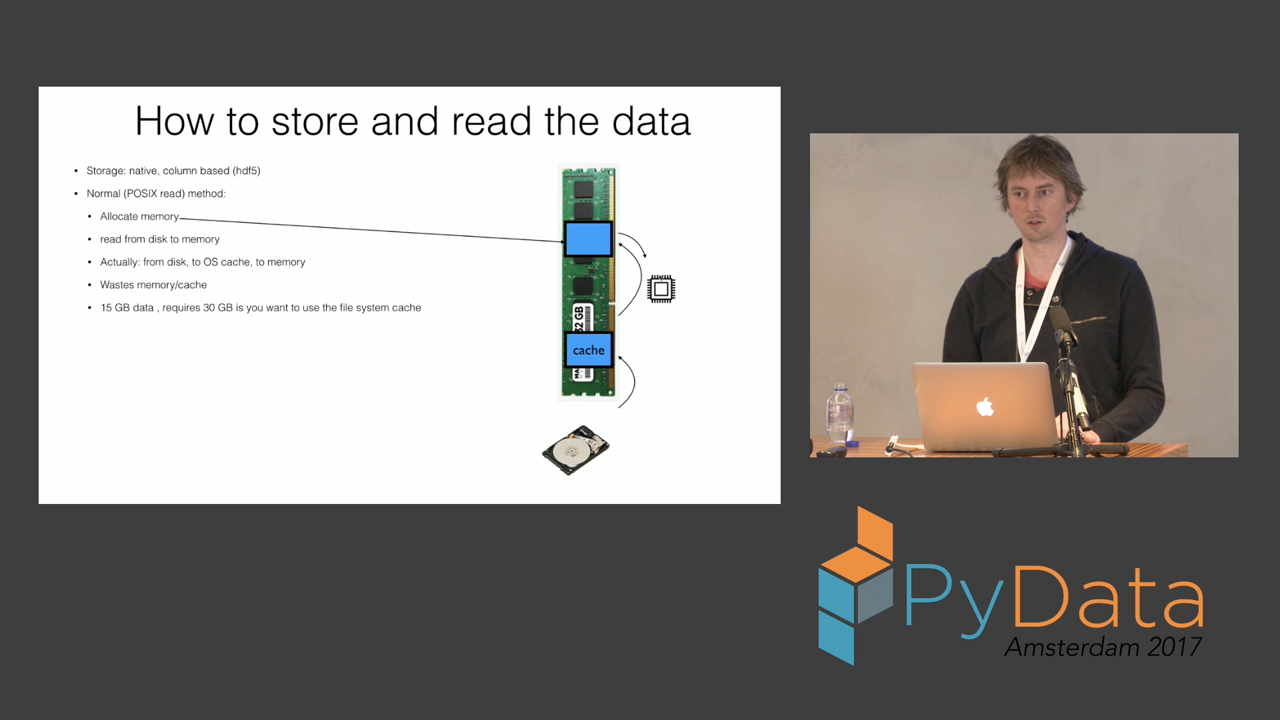 How to store and read the data
• Storage: native, column based (hdf5)
• Normal (POSIX read) method:
• Allocate memory
• read from disk to memory
• Actually: from disk, to OS cache, to memory
• Wastes memory/cache
• 15 GB data , requires 30 GB is you want to use the file system cache
cache
PyData
Amsterdam 2017